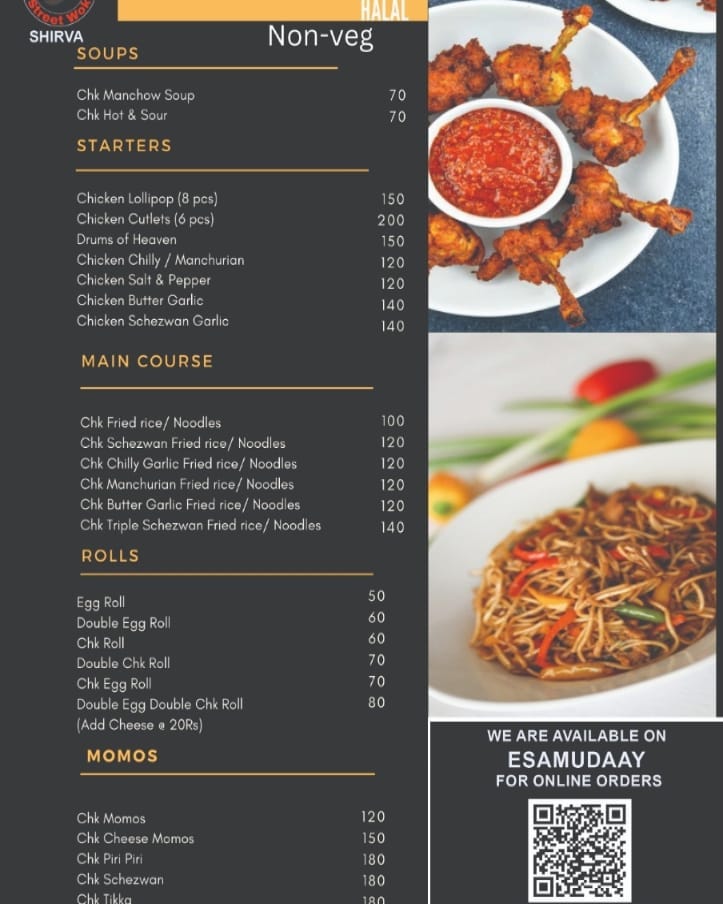 Street Wok
SHIRVA
HALAL
Non-veg
SOUPS
Chk Manchow Soup 70
Chk Hot & Sour 70
STARTERS
Chicken Lollipop (8 pcs) 150
Chicken Cutlets (6 pcs) 200
Drums of Heaven 150
Chicken Chilly / Manchurian 120
Chicken Salt & Pepper 120
Chicken Butter Garlic 140
Chicken Schezwan Garlic 140
MAIN COURSE
Chk Fried rice/ Noodles 100
Chk Schezwan Fried rice/ Noodles 120
Chk Chilly Garlic Fried rice/ Noodles 120
Chk Manchurian Fried rice/ Noodles 120
Chk Butter Garlic Fried rice/ Noodles 120
Chk Triple Schezwan Fried rice/ Noodles 140
ROLLS
Egg Roll 50
Double Egg Roll 60
Chk Roll 60
Double Chk Roll 70
Chk Egg Roll 70
Double Egg Double Chk Roll 80
(Add Cheese @ 20Rs)
MOMOS
Chk Momos 120
Chk Cheese Momos 150
Chk Piri Piri 180
Chk Schezwan 180
Chk Tikka 180
WE ARE AVAILABLE ON
ESAMUDAAY
FOR ONLINE ORDERS